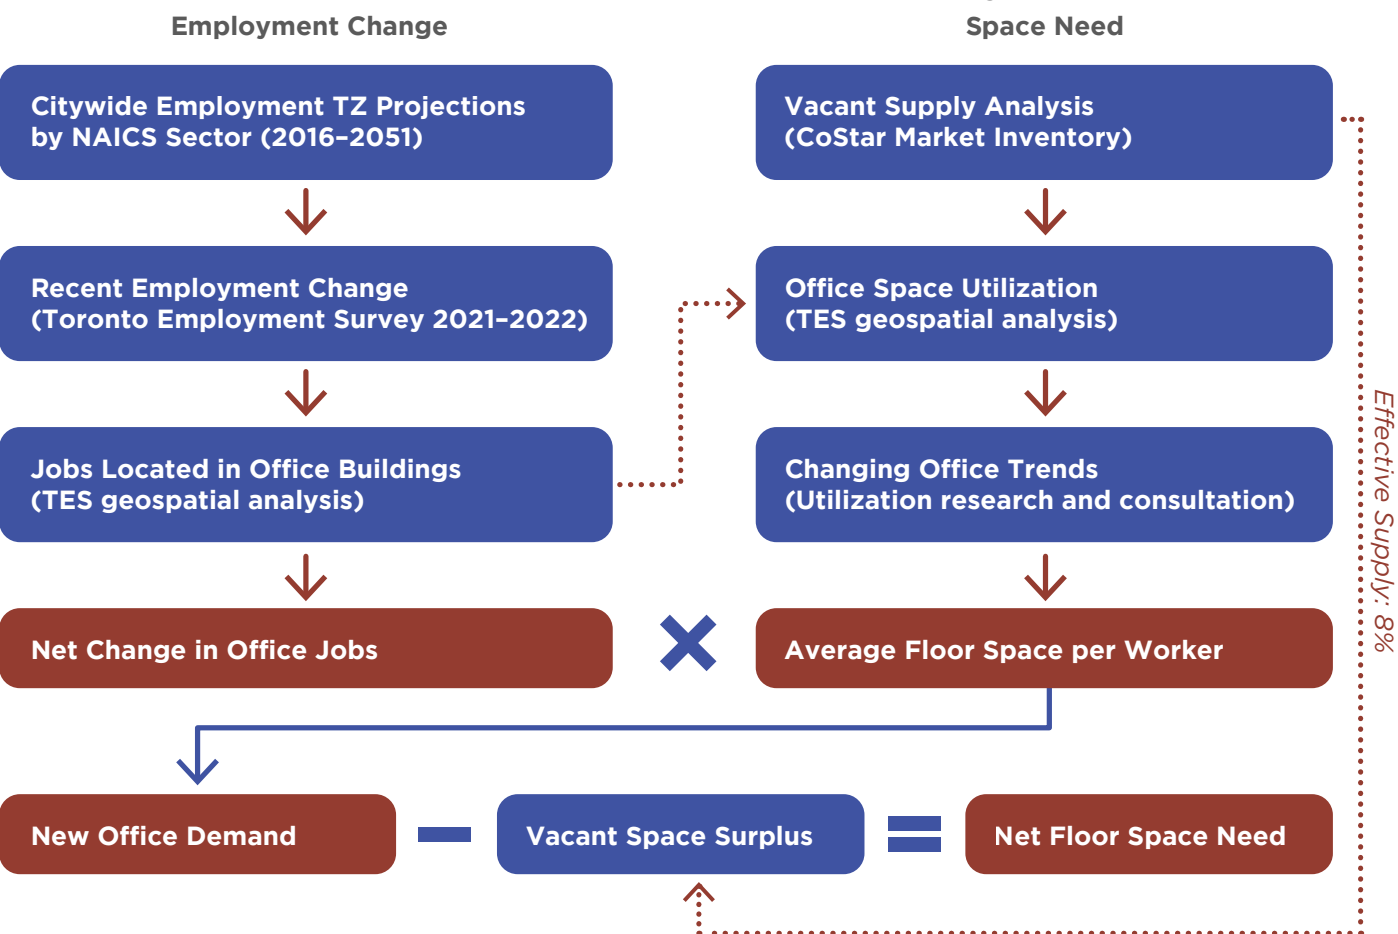 Employment Change
Space Need
Citywide Employment TZ Projections
by NAICS Sector (2016–2051)
Vacant Supply Analysis
(CoStar Market Inventory)
Recent Employment Change
(Toronto Employment Survey 2021–2022)
Office Space Utilization
(TES geospatial analysis)
Jobs Located in Office Buildings
(TES geospatial analysis)
Changing Office Trends
(Utilization research and consultation)
Effective Supply: 8%
Net Change in Office Jobs
Average Floor Space per Worker
New Office Demand
Vacant Space Surplus
Net Floor Space Need